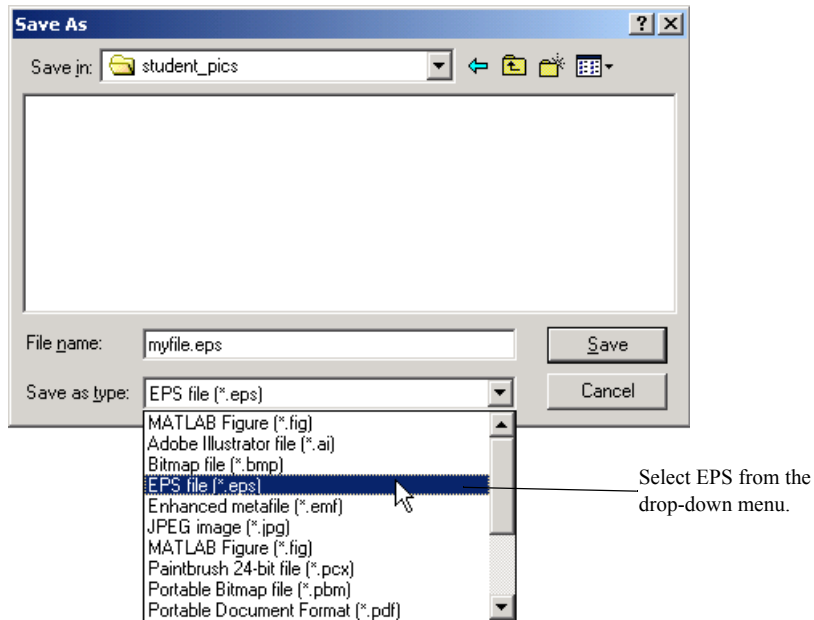 Save As
Save in: student_pics
File name: myfile.eps Save
Save as type: EPS file (*.eps) Cancel
MATLAB Figure (*.fig)
Adobe Illustrator file (*.ai)
Bitmap file (*.bmp)
EPS file (*.eps)
Enhanced metafile (*.emf)
JPEG image (*.jpg)
MATLAB Figure (*.fig)
Paintbrush 24-bit file (*.pcx)
Portable Bitmap file (*.pbm)
Portable Document Format (*.pdf)
Select EPS from the
drop-down menu.